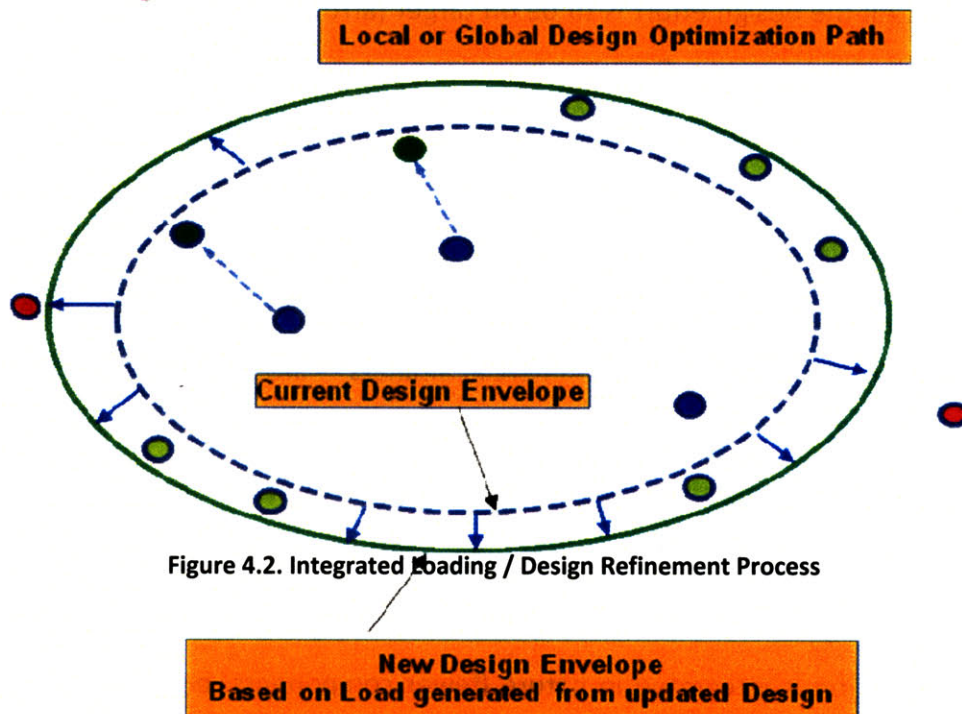 Local or Global Design Optimization Path
Current Design Envelope
Figure 4.2. Integrated Loading / Design Refinement Process
New Design Envelope
Based on Load generated from updated Design